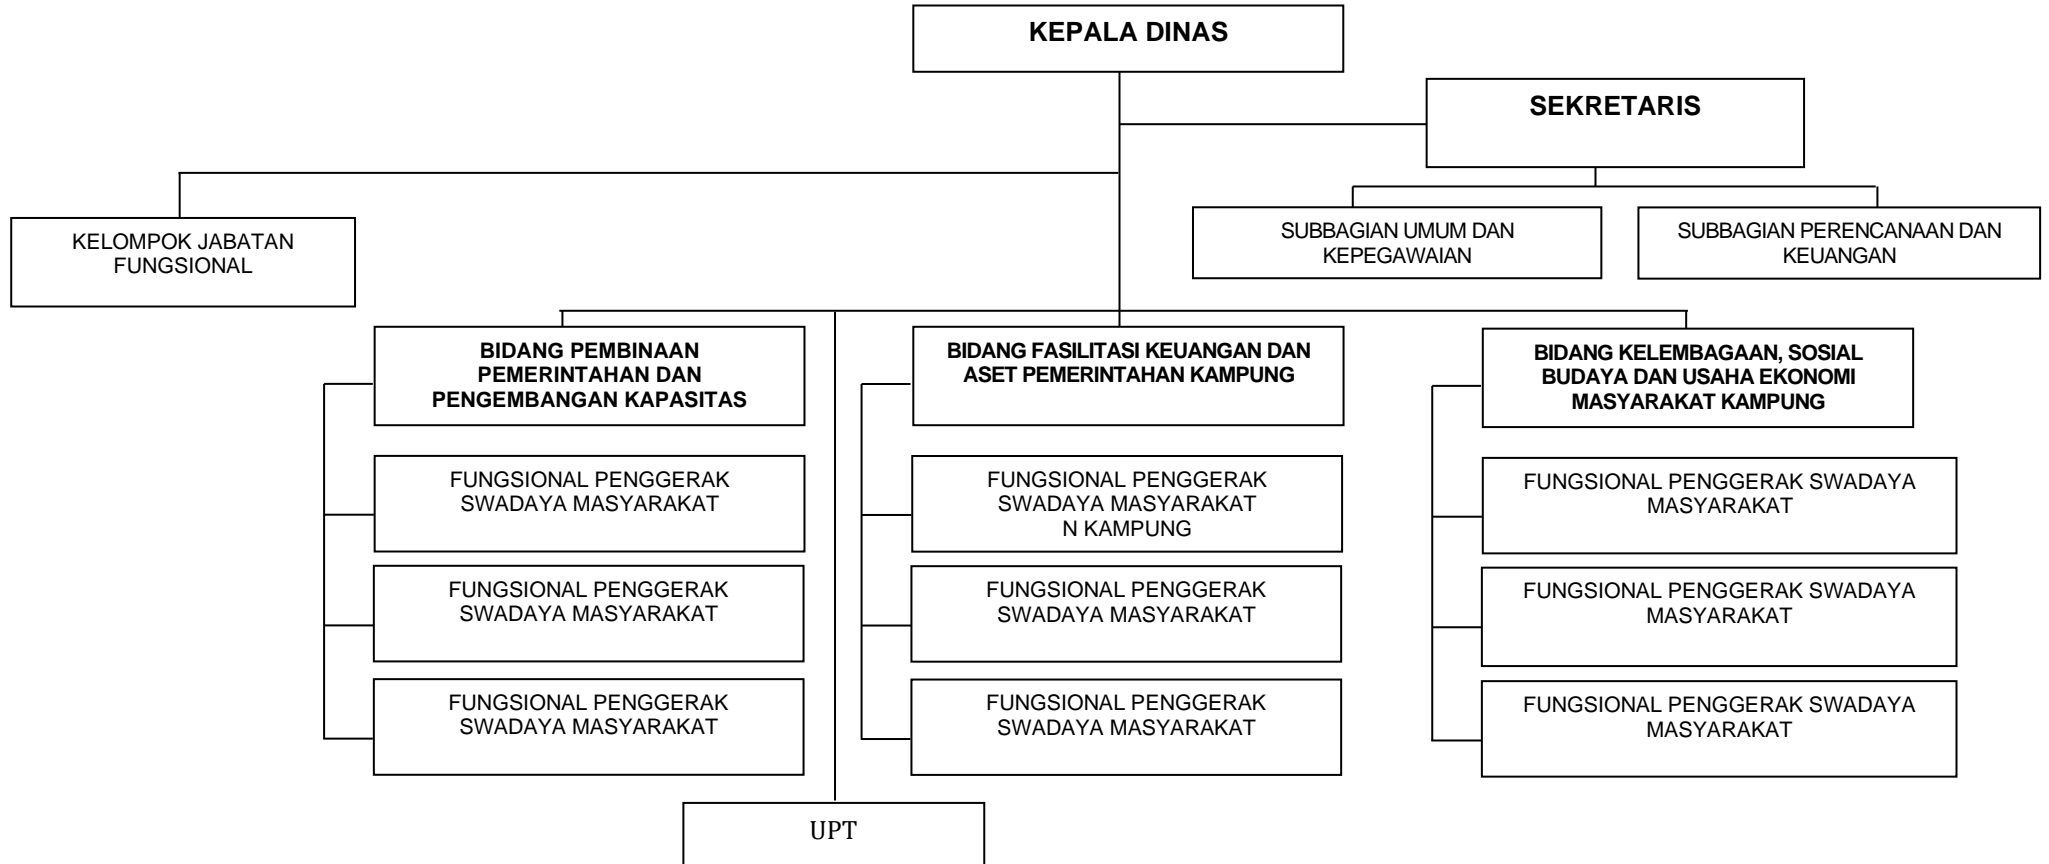 KEPALA DINAS
SEKRETARIS
KELOMPOK JABATAN
FUNGSIONAL
SUBBAGIAN UMUM DAN
KEPEGAWAIAN
SUBBAGIAN PERENCANAAN DAN
KEUANGAN
BIDANG PEMBINAAN
PEMERINTAHAN DAN
PENGEMBANGAN KAPASITAS
BIDANG FASILITASI KEUANGAN DAN
ASET PEMERINTAHAN KAMPUNG
BIDANG KELEMBAGAAN, SOSIAL
BUDAYA DAN USAHA EKONOMI
MASYARAKAT KAMPUNG
FUNGSIONAL PENGGERAK
SWADAYA MASYARAKAT
FUNGSIONAL PENGGERAK
SWADAYA MASYARAKAT
N KAMPUNG
FUNGSIONAL PENGGERAK SWADAYA
MASYARAKAT
FUNGSIONAL PENGGERAK
SWADAYA MASYARAKAT
FUNGSIONAL PENGGERAK
SWADAYA MASYARAKAT
FUNGSIONAL PENGGERAK SWADAYA
MASYARAKAT
FUNGSIONAL PENGGERAK
SWADAYA MASYARAKAT
FUNGSIONAL PENGGERAK
SWADAYA MASYARAKAT
FUNGSIONAL PENGGERAK SWADAYA
MASYARAKAT
UPT